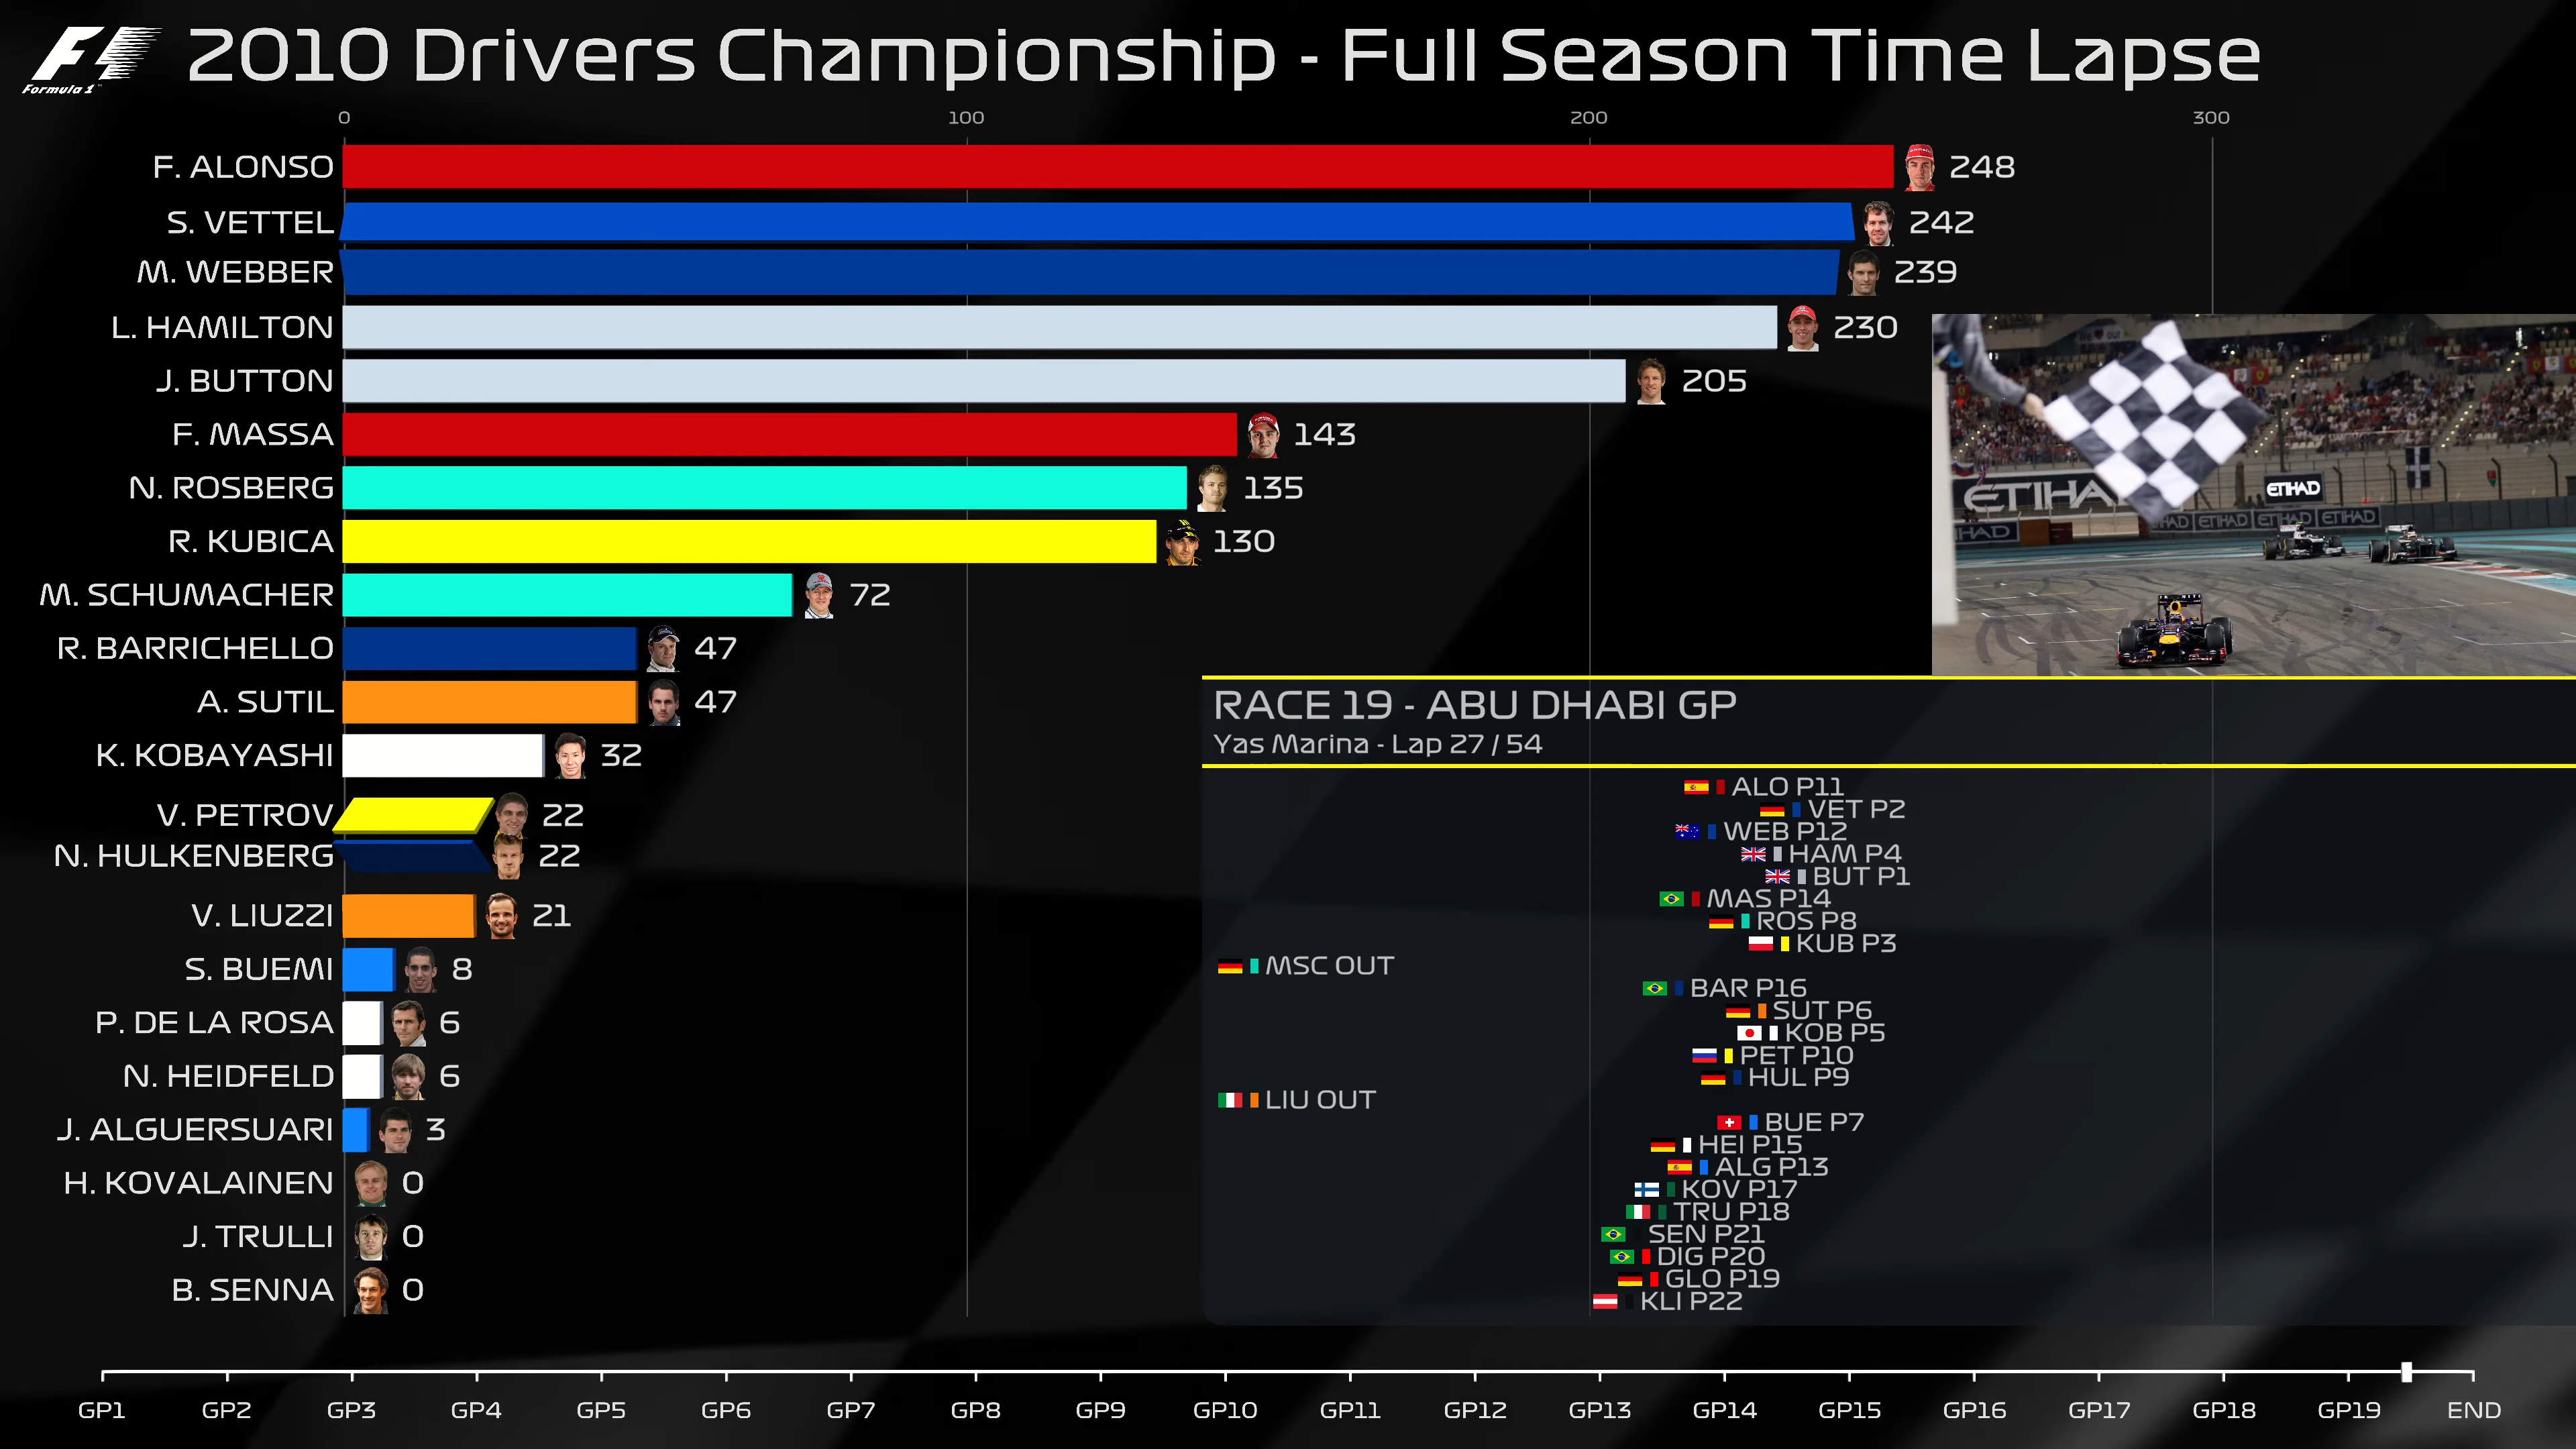 Formula 1
2010 Drivers Championship - Full Season Time Lapse
0 100 200 300
F. ALONSO 248
S. VETTEL 242
M. WEBBER 239
L. HAMILTON 230
J. BUTTON 205
F. MASSA 143
N. ROSBERG 135
R. KUBICA 130
M. SCHUMACHER 72
R. BARRICHELLO 47
A. SUTIL 47
K. KOBAYASHI 32
V. PETROV 22
N. HULKENBERG 22
V. LIUZZI 21
S. BUEMI 8
P. DE LA ROSA 6
N. HEIDFELD 6
J. ALGUERSUARI 3
H. KOVALAINEN 0
J. TRULLI 0
B. SENNA 0
ETIHA
ETIHAD
HAD
HAD ETIHAD ETIHAD ETIHAD
RACE 19 - ABU DHABI GP
Yas Marina - Lap 27 / 54
ALO P11
VET P2
WEB P12
HAM P4
BUT P1
MAS P14
ROS P8
KUB P3
MSC OUT
BAR P16
SUT P6
KOB P5
PET P10
HUL P9
LIU OUT
BUE P7
HEI P15
ALG P13
KOV P17
TRU P18
SEN P21
DIG P20
GLO P19
KLI P22
GP1 GP2 GP3 GP4 GP5 GP6 GP7 GP8 GP9 GP10 GP11 GP12 GP13 GP14 GP15 GP16 GP17 GP18 GP19 END